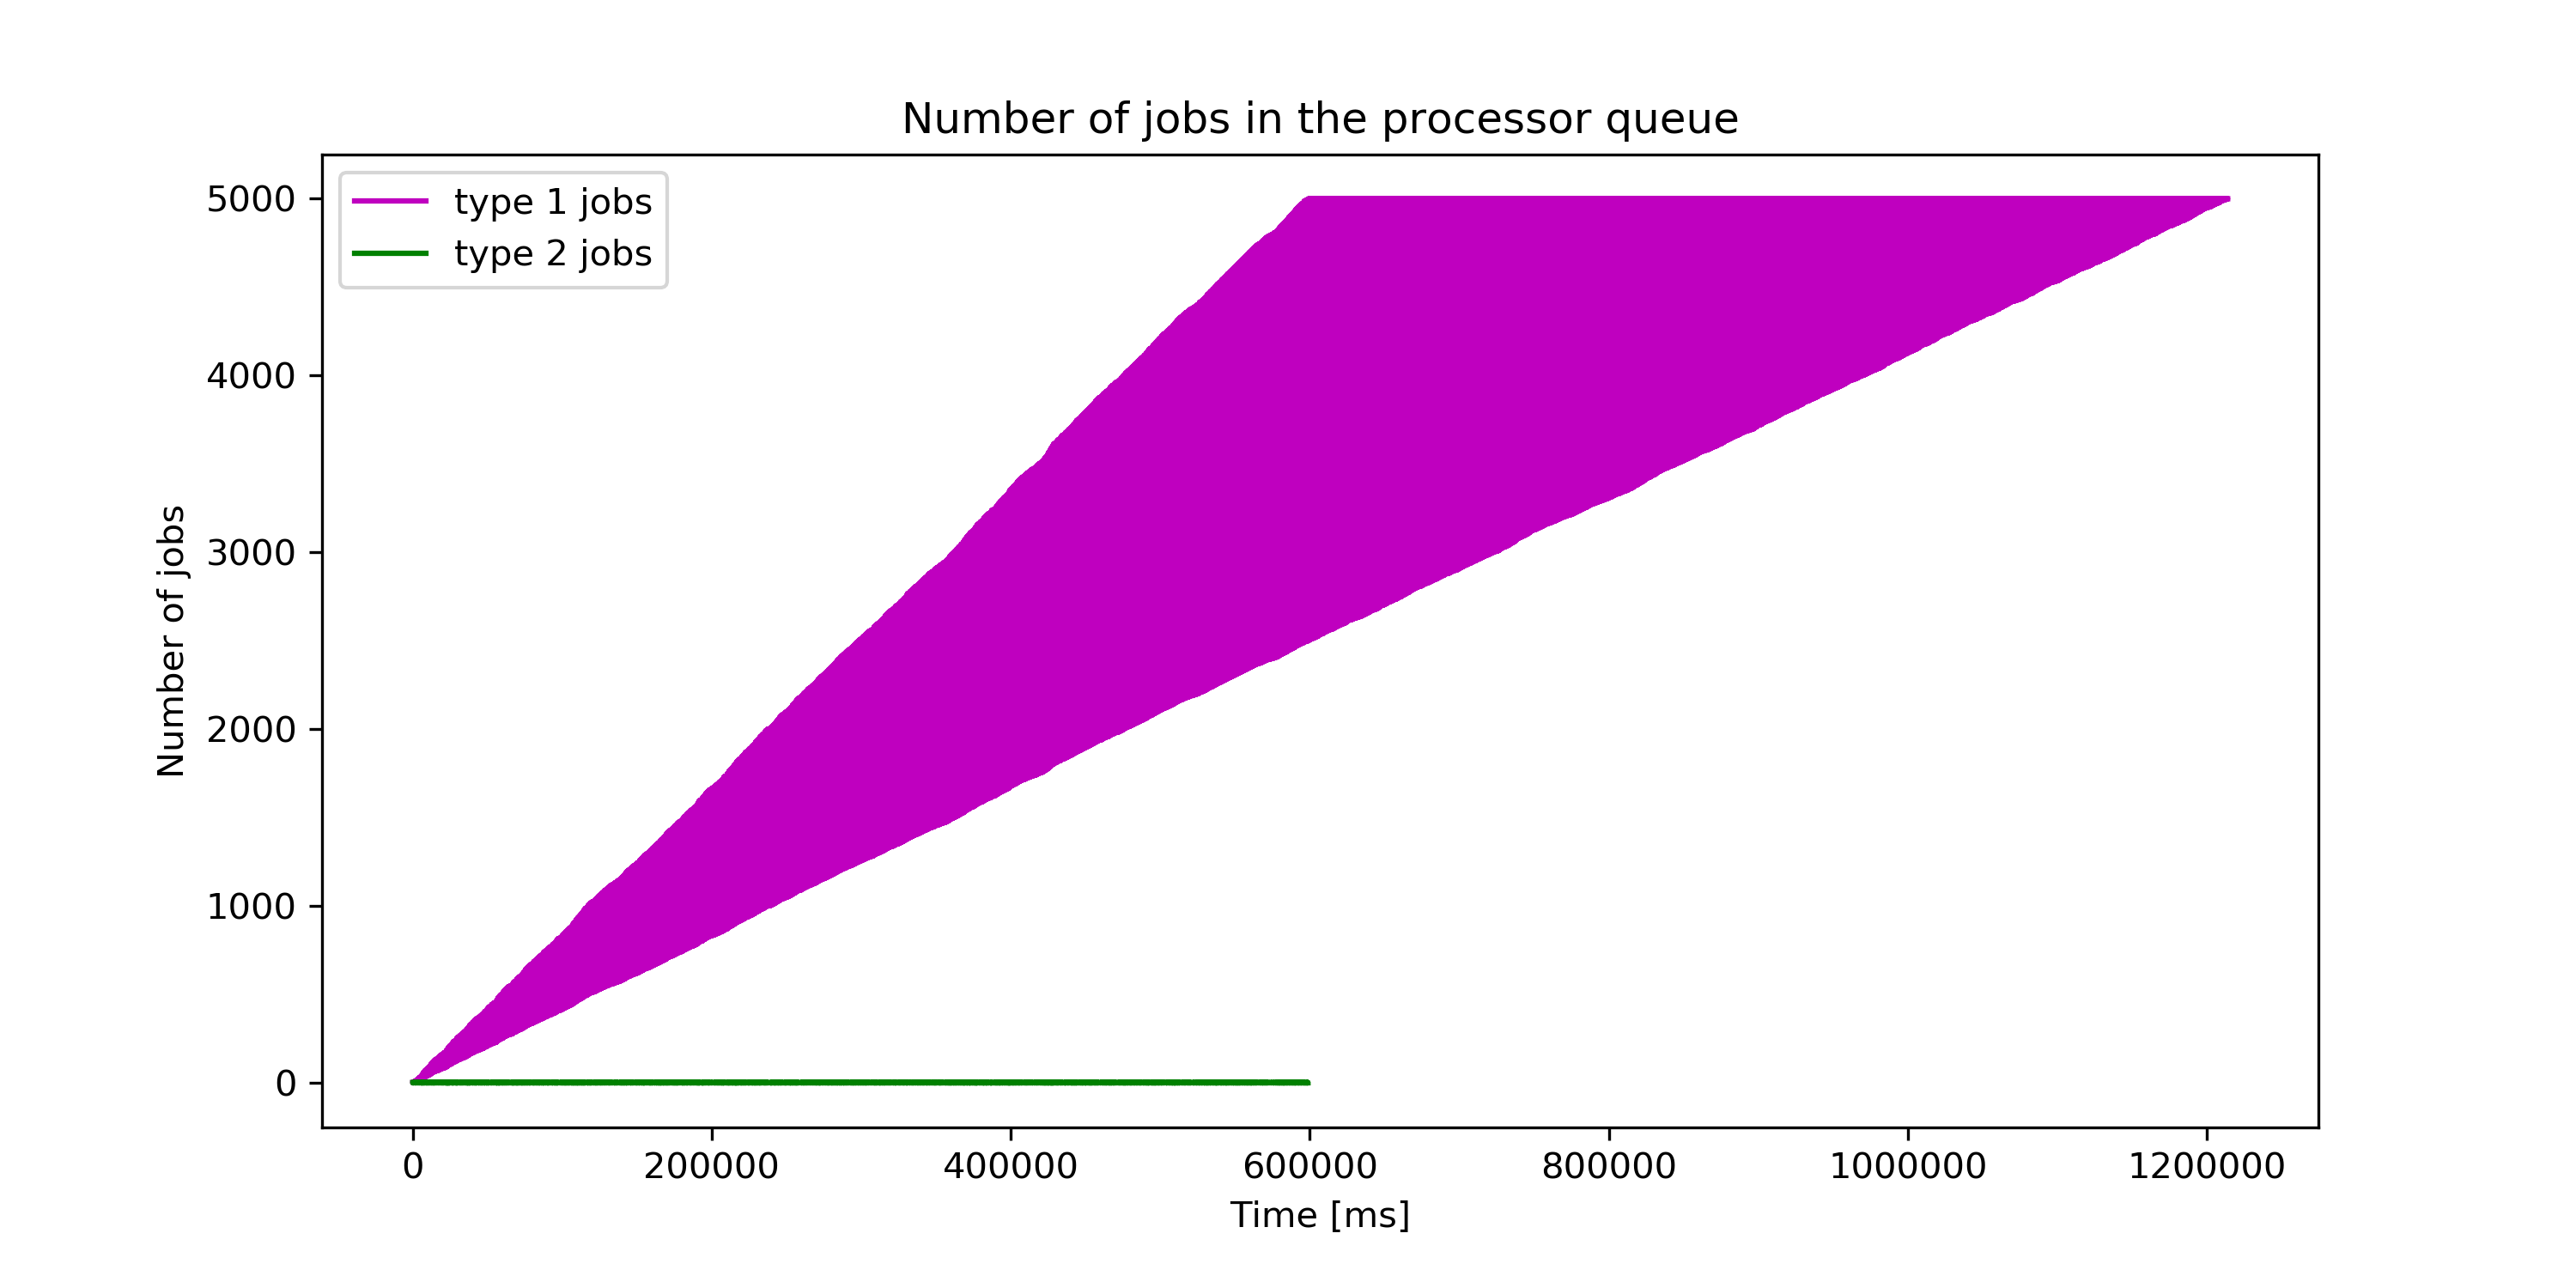 Number of jobs in the processor queue
type 1 jobs
type 2 jobs
Number of jobs
5000
4000
3000
2000
1000
0
0 200000 400000 600000 800000 1000000 1200000
Time [ms]